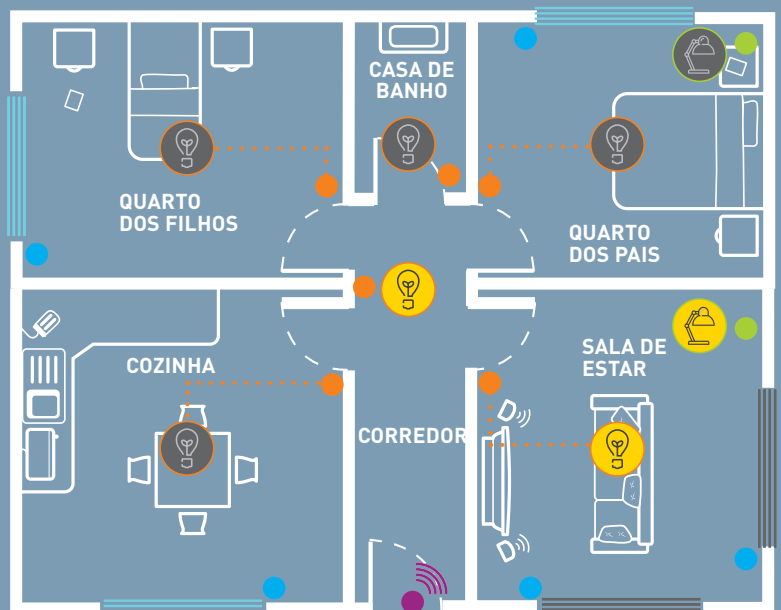 CASA DE
BANHO
QUARTO
DOS FILHOS
QUARTO
DOS PAIS
COZINHA
SALA DE
ESTAR
CORREDOR